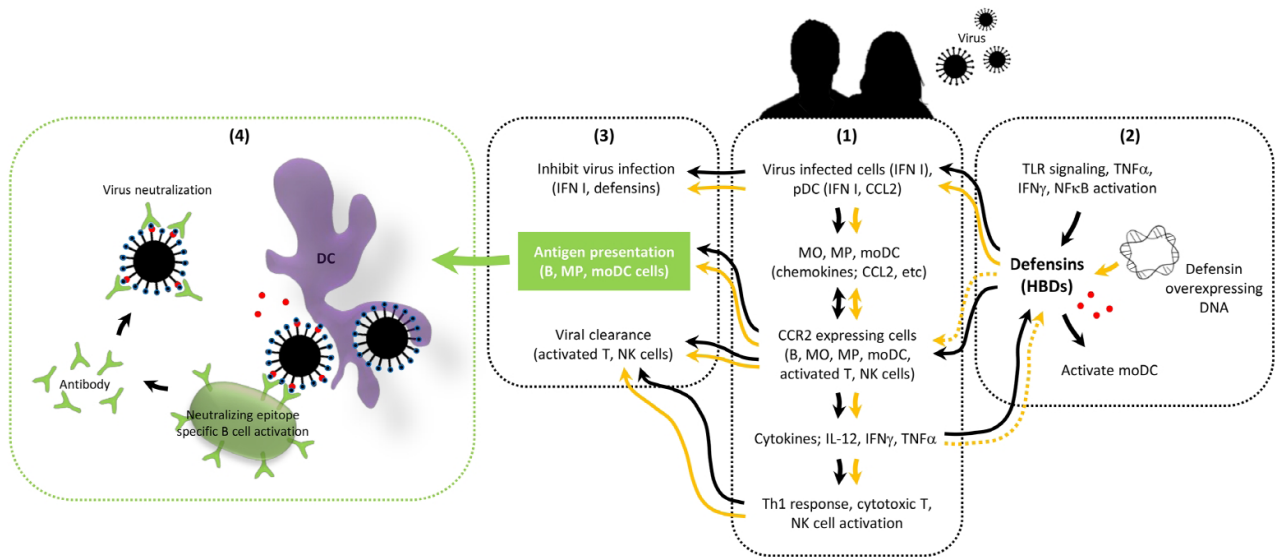 Virus
(4)
Virus neutralization
DC
Antibody
Neutralizing epitope
specific B cell activation
(3)
Inhibit virus infection
(IFN I, defensins)
Antigen presentation
(B, MP, moDC cells)
Viral clearance
(activated T, NK cells)
(1)
Virus infected cells (IFN I),
pDC (IFN I, CCL2)
MO, MP, moDC
(chemokines; CCL2, etc)
CCR2 expressing cells
(B, MO, MP, moDC,
activated T, NK cells)
Cytokines; IL-12, IFNγ, TNFα
Th1 response, cytotoxic T,
NK cell activation
(2)
TLR signaling, TNFα,
IFNγ, NFκB activation
Defensins
(HBDs)
Defensin
overexpressing
DNA
Activate moDC